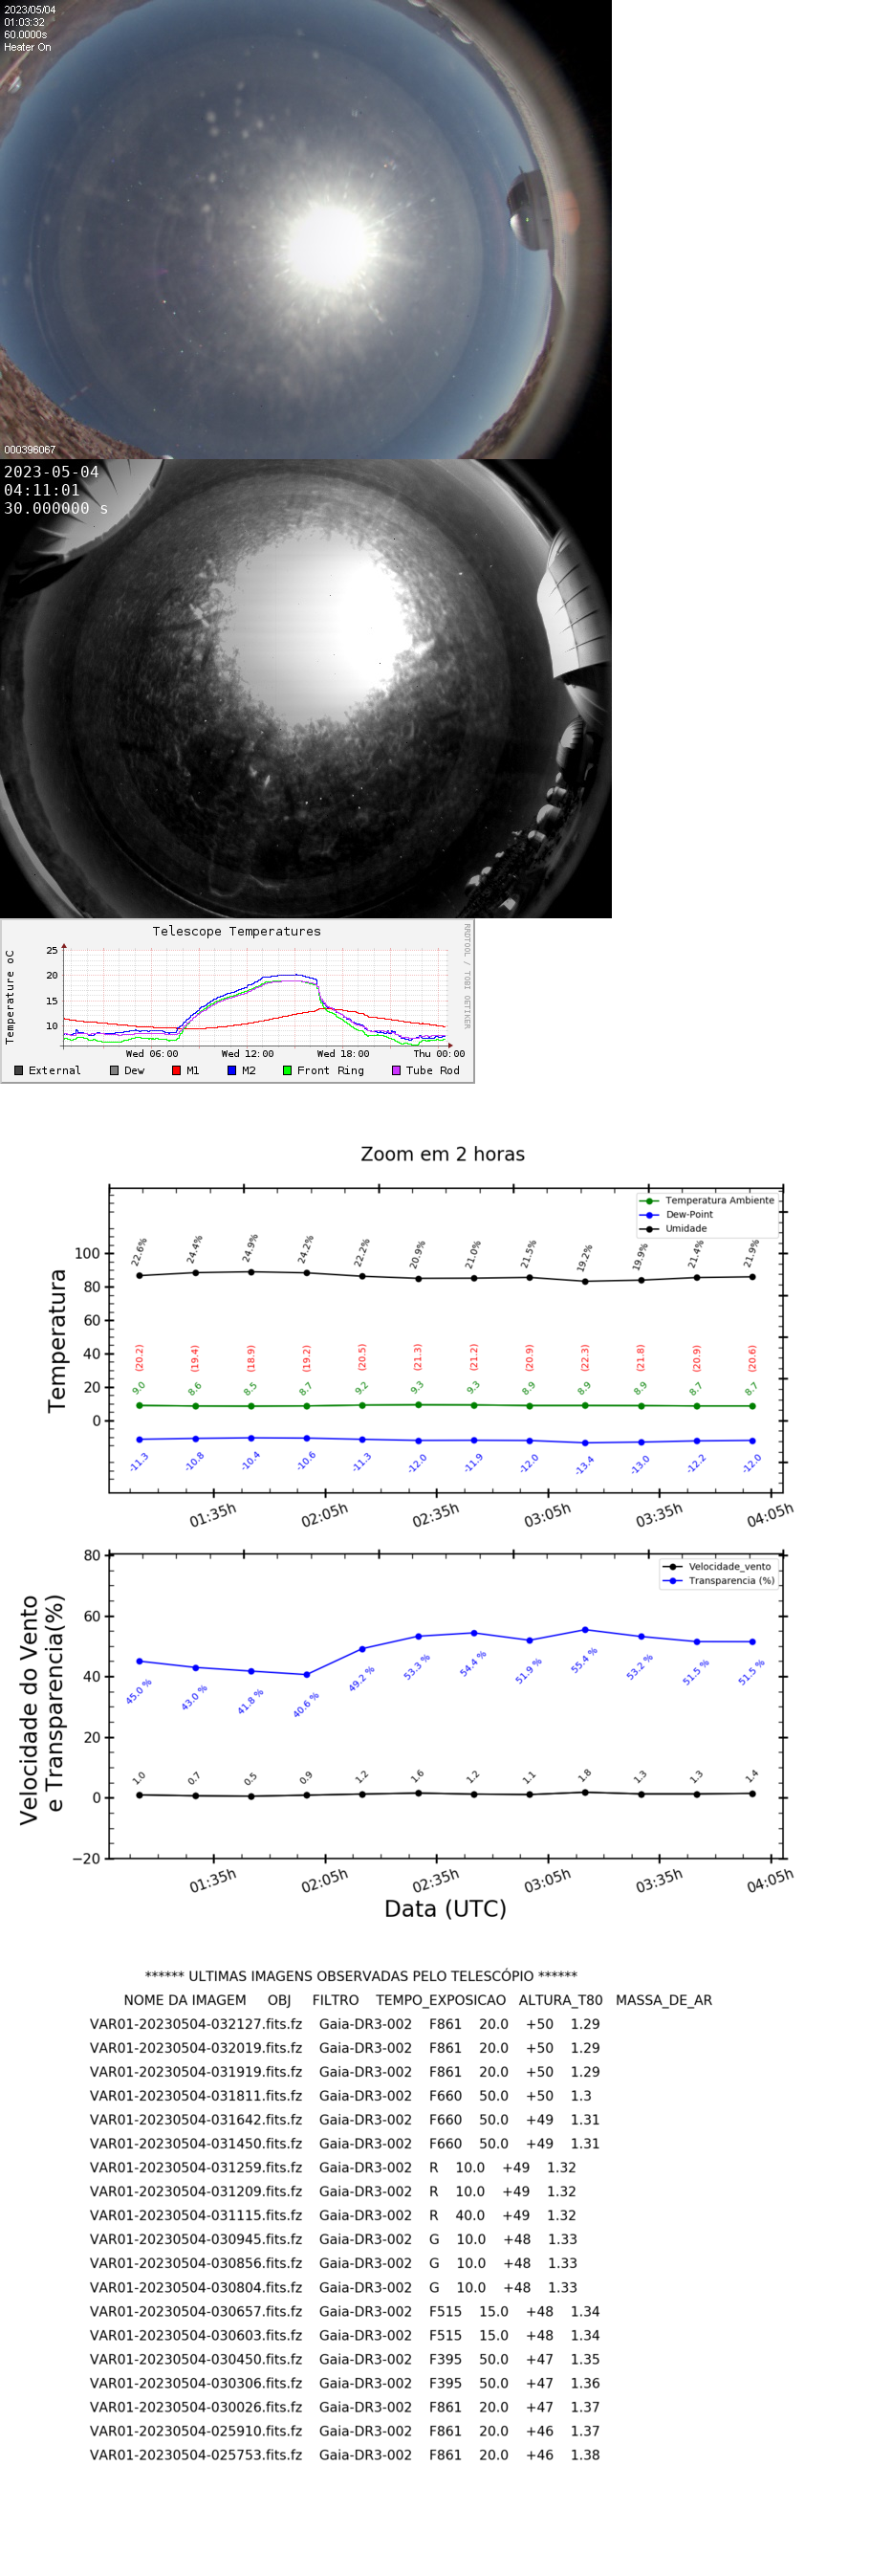 2023/05/04
01:03:32
60.0000s
Heater On
000396067
2023-05-04
04:11:01
30.000000 s
Telescope Temperatures
RRDTOOL / TOBI OETIKER
Temperature oC
25
20
15
10
Wed 06:00 Wed 12:00 Wed 18:00 Thu 00:00
External Dew M1 M2 Front Ring Tube Rod
Zoom em 2 horas
Temperatura Ambiente
Dew-Point
Umidade
Temperatura
100
80
60
40
20
0
22.6% 24.4% 24.9% 24.2% 22.2% 20.9% 21.0% 21.5% 19.2% 19.9% 21.4% 21.9%
(20.2) (19.4) (18.9) (19.2) (20.5) (21.3) (21.2) (20.9) (22.3) (21.8) (20.9) (20.6)
9.0 8.6 8.5 8.7 9.2 9.3 9.3 8.9 8.9 8.9 8.7 8.7
-11.3 -10.8 -10.4 -10.6 -11.3 -12.0 -11.9 -12.0 -13.4 -13.0 -12.2 -12.0
01:35h 02:05h 02:35h 03:05h 03:35h 04:05h
Velocidade_vento
Transparencia (%)
Velocidade do Vento
e Transparencia(%)
80
60
40
20
0
−20
45.0 % 43.0 % 41.8 % 40.6 % 49.2 % 53.3 % 54.4 % 51.9 % 55.4 % 53.2 % 51.5 % 51.5 %
1.0 0.7 0.5 0.9 1.2 1.6 1.2 1.1 1.8 1.3 1.3 1.4
01:35h 02:05h 02:35h 03:05h 03:35h 04:05h
Data (UTC)
****** ULTIMAS IMAGENS OBSERVADAS PELO TELESCÓPIO ******
NOME DA IMAGEM OBJ FILTRO TEMPO_EXPOSICAO ALTURA_T80 MASSA_DE_AR
VAR01-20230504-032127.fits.fz Gaia-DR3-002 F861 20.0 +50 1.29
VAR01-20230504-032019.fits.fz Gaia-DR3-002 F861 20.0 +50 1.29
VAR01-20230504-031919.fits.fz Gaia-DR3-002 F861 20.0 +50 1.29
VAR01-20230504-031811.fits.fz Gaia-DR3-002 F660 50.0 +50 1.3
VAR01-20230504-031642.fits.fz Gaia-DR3-002 F660 50.0 +49 1.31
VAR01-20230504-031450.fits.fz Gaia-DR3-002 F660 50.0 +49 1.31
VAR01-20230504-031259.fits.fz Gaia-DR3-002 R 10.0 +49 1.32
VAR01-20230504-031209.fits.fz Gaia-DR3-002 R 10.0 +49 1.32
VAR01-20230504-031115.fits.fz Gaia-DR3-002 R 40.0 +49 1.32
VAR01-20230504-030945.fits.fz Gaia-DR3-002 G 10.0 +48 1.33
VAR01-20230504-030856.fits.fz Gaia-DR3-002 G 10.0 +48 1.33
VAR01-20230504-030804.fits.fz Gaia-DR3-002 G 10.0 +48 1.33
VAR01-20230504-030657.fits.fz Gaia-DR3-002 F515 15.0 +48 1.34
VAR01-20230504-030603.fits.fz Gaia-DR3-002 F515 15.0 +48 1.34
VAR01-20230504-030450.fits.fz Gaia-DR3-002 F395 50.0 +47 1.35
VAR01-20230504-030306.fits.fz Gaia-DR3-002 F395 50.0 +47 1.36
VAR01-20230504-030026.fits.fz Gaia-DR3-002 F861 20.0 +47 1.37
VAR01-20230504-025910.fits.fz Gaia-DR3-002 F861 20.0 +46 1.37
VAR01-20230504-025753.fits.fz Gaia-DR3-002 F861 20.0 +46 1.38